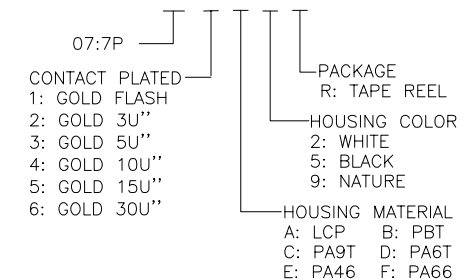 07:7P
CONTACT PLATED
1: GOLD FLASH
2: GOLD 3U''
3: GOLD 5U''
4: GOLD 10U''
5: GOLD 15U''
6: GOLD 30U''
PACKAGE
R: TAPE REEL
HOUSING COLOR
2: WHITE
5: BLACK
9: NATURE
HOUSING MATERIAL
A: LCP B: PBT
C: PA9T D: PA6T
E: PA46 F: PA66